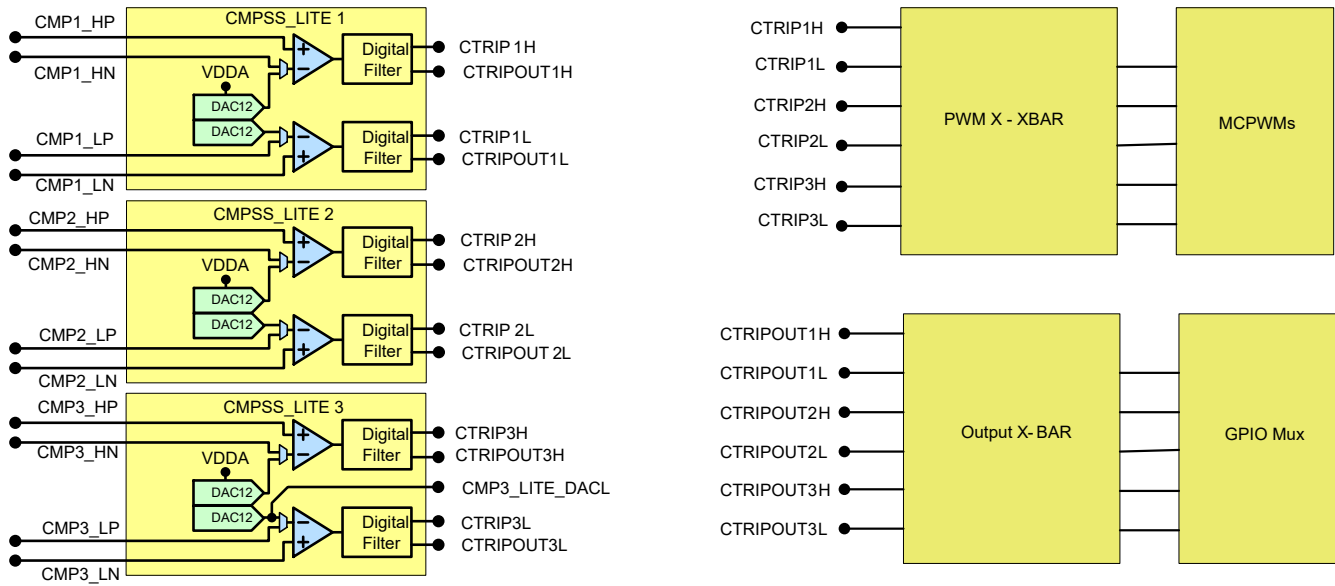 CMPSS_LITE 1
CMP1_HP
CMP1_HN
VDDA
DAC12
DAC12
CMP1_LP
CMP1_LN
Digital
Filter
Digital
Filter
CTRIP 1H
CTRIPOUT1H
CTRIP1L
CTRIPOUT1L
CMPSS_LITE 2
CMP2_HP
CMP2_HN
VDDA
DAC12
DAC12
CMP2_LP
CMP2_LN
Digital
Filter
Digital
Filter
CTRIP 2H
CTRIPOUT2H
CTRIP 2L
CTRIPOUT 2L
CMPSS_LITE 3
CMP3_HP
CMP3_HN
VDDA
DAC12
DAC12
CMP3_LP
CMP3_LN
Digital
Filter
Digital
Filter
CTRIP3H
CTRIPOUT3H
CMP3_LITE_DACL
CTRIP3L
CTRIPOUT3L
CTRIP1H
CTRIP1L
CTRIP2H
CTRIP2L
CTRIP3H
CTRIP3L
PWM X - XBAR
MCPWMs
CTRIPOUT1H
CTRIPOUT1L
CTRIPOUT2H
CTRIPOUT2L
CTRIPOUT3H
CTRIPOUT3L
Output X-BAR
GPIO Mux